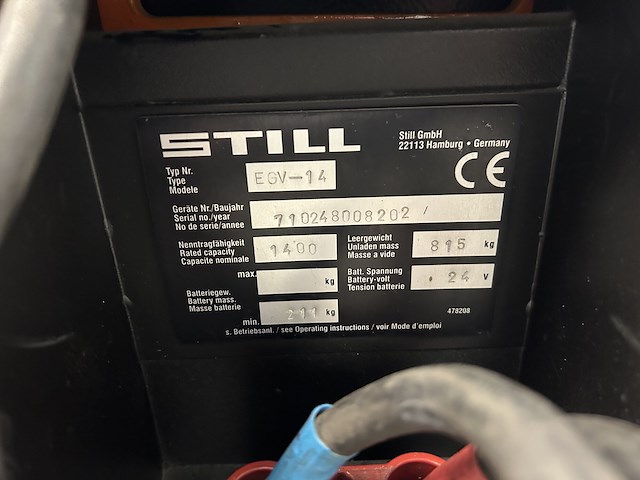 STILL
Still GmbH
22113 Hamburg • Germany
CE
Typ Nr.
Type
Modele
EGV-14
Geräte Nr./Baujahr
Serial no./year
No de serie/annee
710248008202 /
Nenntragfähigkeit
Rated capacity
Capacite nominale
1400
Leergewicht
Unladen mass
Masse a vide
815 kg
max.
kg
Batteriegew.
Battery mass.
Masse batterie
min.
211 kg
Batt. Spannung
Battery-volt
Tension batterie
24 V
478208
s. Betriebsanl. / see Operating instructions / voir Mode d'emploi